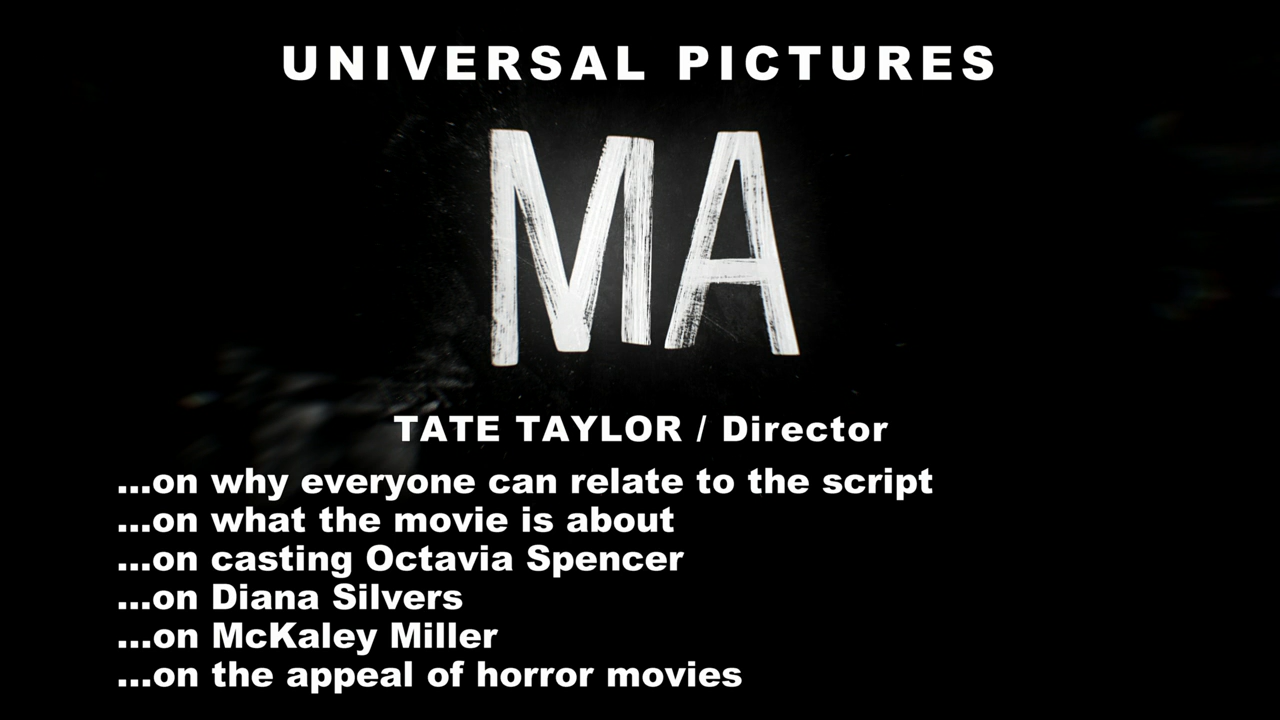 UNIVERSAL PICTURES
MA
TATE TAYLOR / Director
...on why everyone can relate to the script
...on what the movie is about
...on casting Octavia Spencer
...on Diana Silvers
...on McKaley Miller
...on the appeal of horror movies